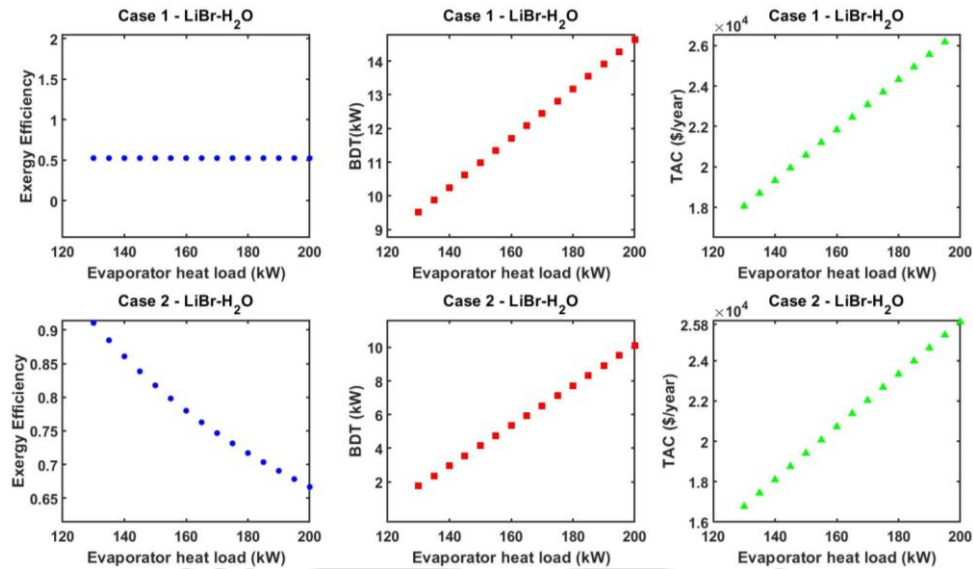 Case 1 - LiBr-H₂O
Exergy Efficiency
2
1.5
1
0.5
0
120 140 160 180 200
Evaporator heat load (kW)
Case 1 - LiBr-H₂O
BDT(kW)
14
13
12
11
10
9
120 140 160 180 200
Evaporator heat load (kW)
Case 1 - LiBr-H₂O
×10⁴
TAC ($/year)
2.6
2.4
2.2
2
1.8
120 140 160 180 200
Evaporator heat load (kW)
Case 2 - LiBr-H₂O
Exergy Efficiency
0.9
0.85
0.8
0.75
0.7
0.65
120 140 160 180 200
Evaporator heat load (kW)
Case 2 - LiBr-H₂O
BDT (kW)
10
8
6
4
2
120 140 160 180 200
Evaporator heat load (kW)
Case 2 - LiBr-H₂O
×10⁴
TAC ($/year)
2.58
2.4
2.2
2
1.8
1.6
120 140 160 180 200
Evaporator heat load (kW)